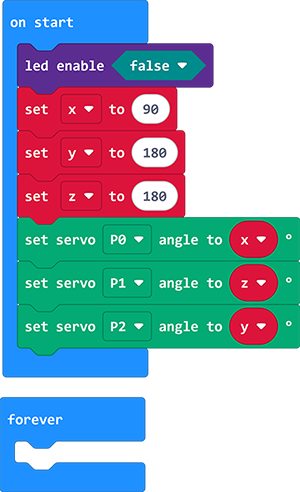 on start
led enable false
set x to 90
set y to 180
set z to 180
set servo P0 angle to x °
set servo P1 angle to z °
set servo P2 angle to y °
forever